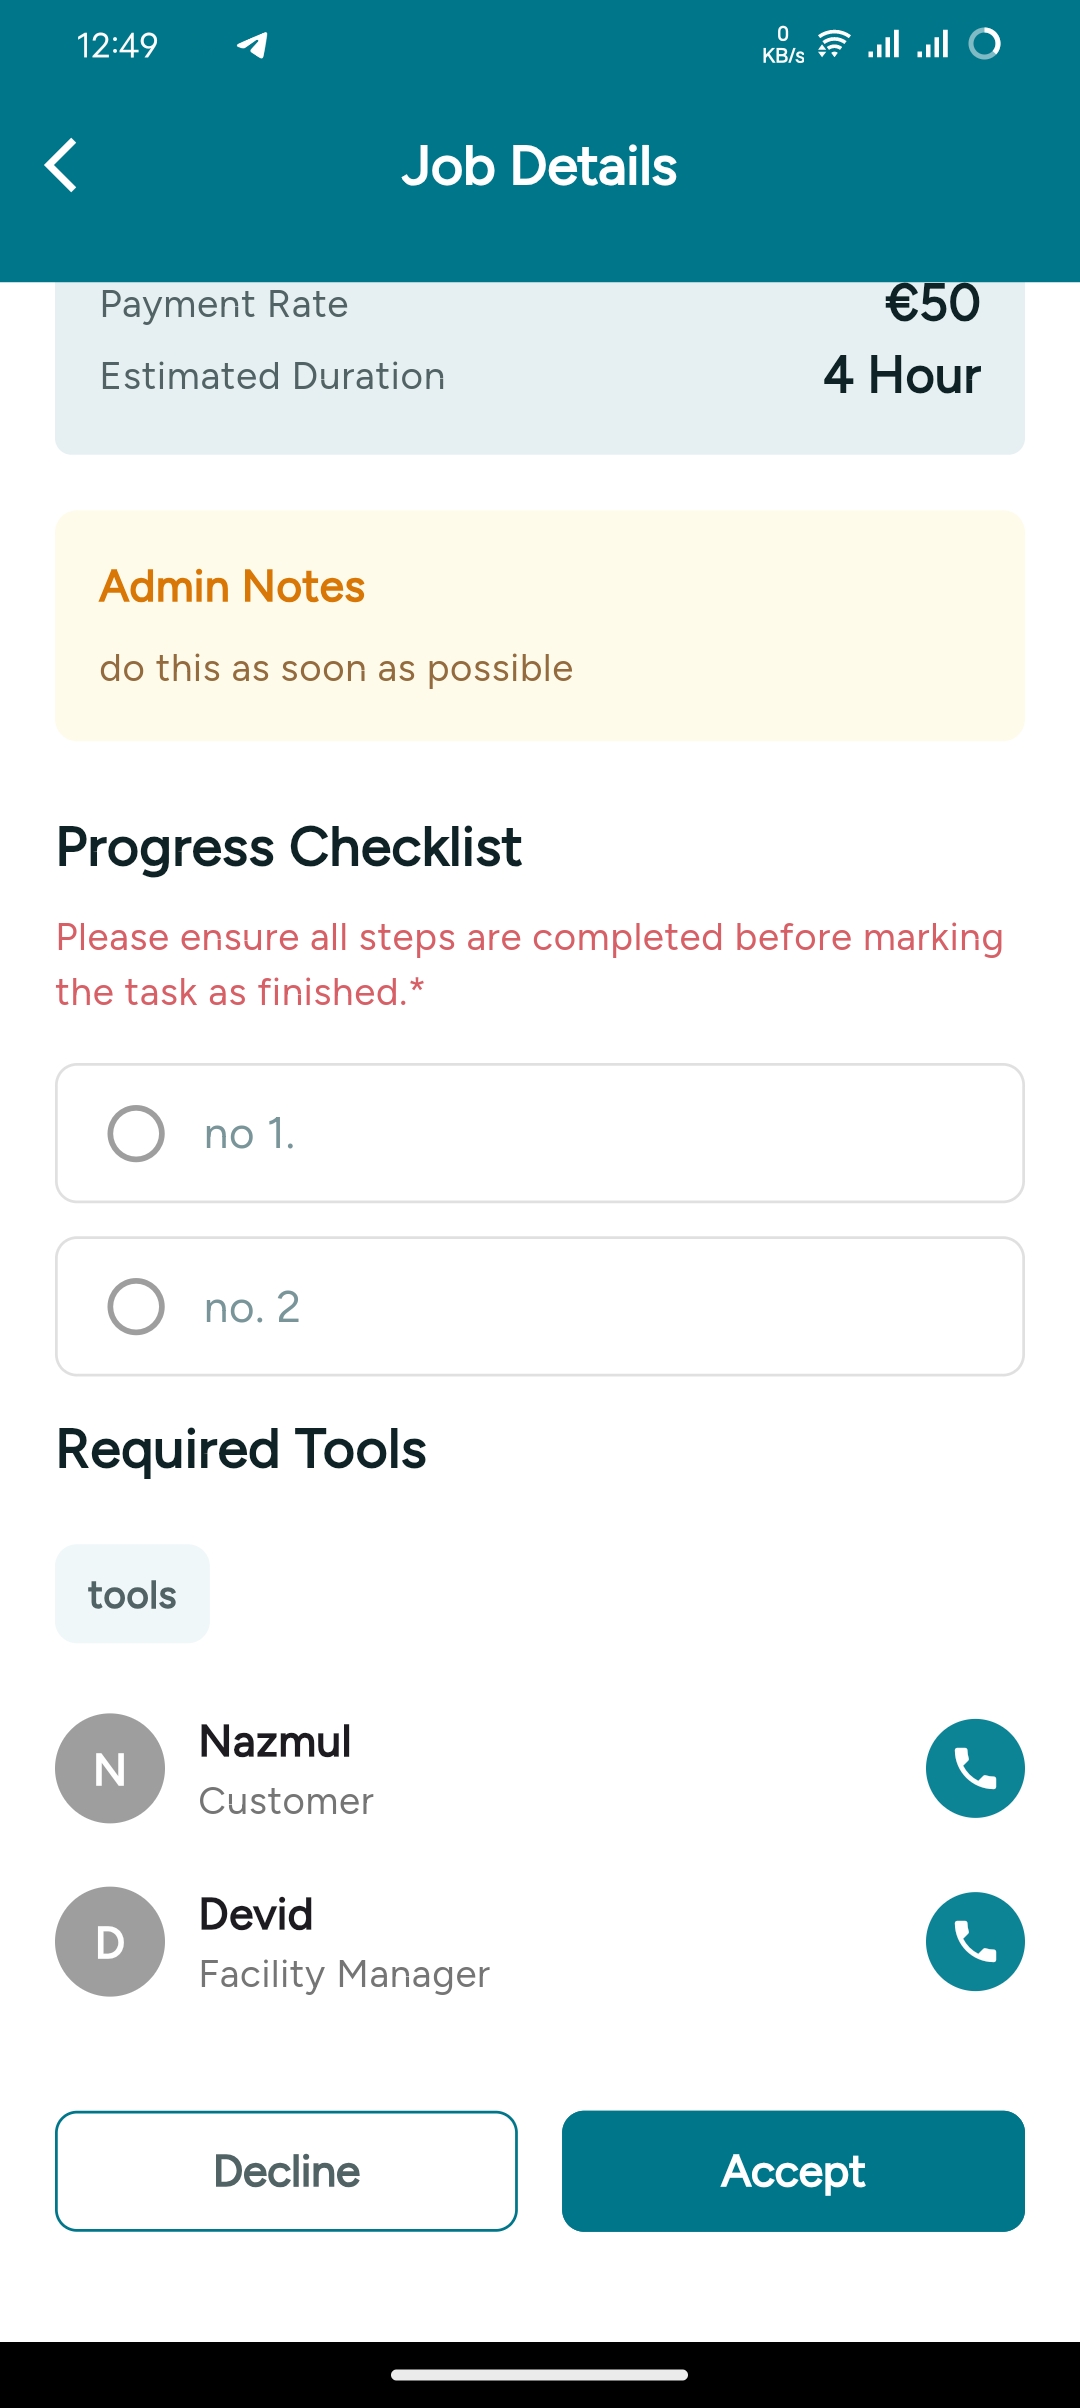 12:49
0
KB/s
Job Details
Payment Rate
€50
Estimated Duration
4 Hour
Admin Notes
do this as soon as possible
Progress Checklist
Please ensure all steps are completed before marking
the task as finished.*
no 1.
no. 2
Required Tools
tools
N
Nazmul
Customer
D
Devid
Facility Manager
Decline
Accept